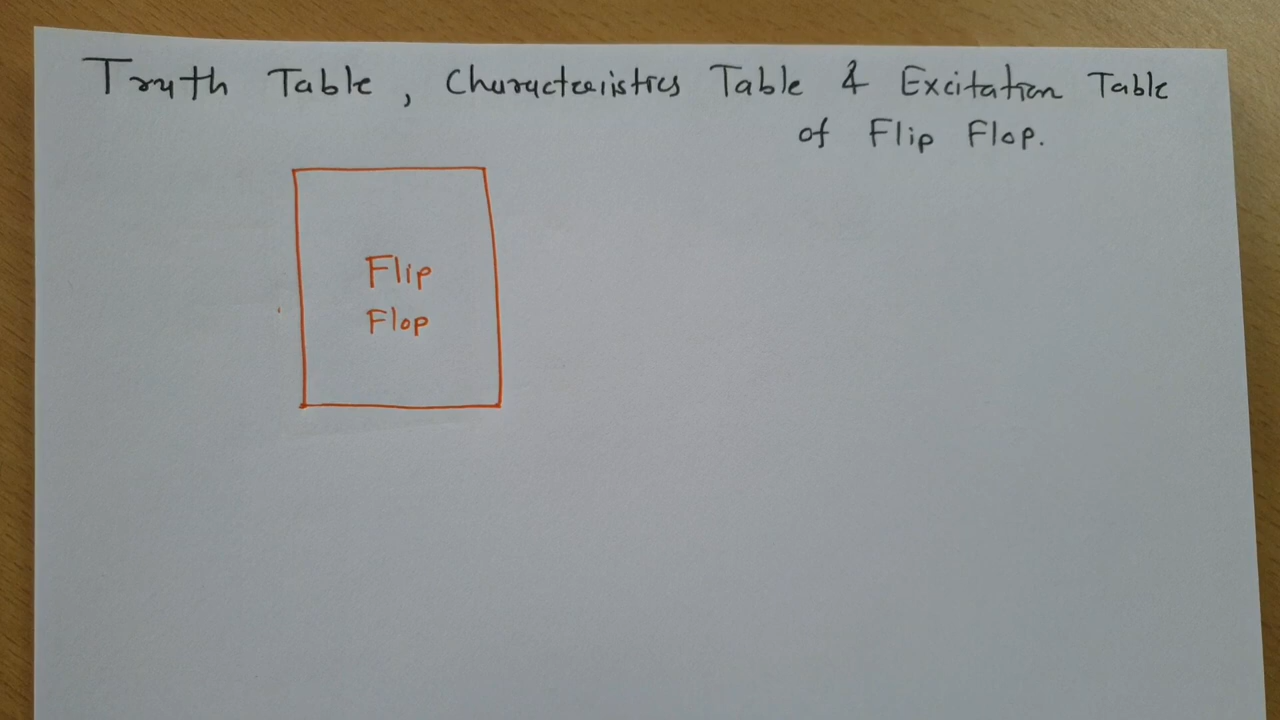 Truth Table, Characteristics Table & Excitation Table
of Flip Flop.
Flip
Flop